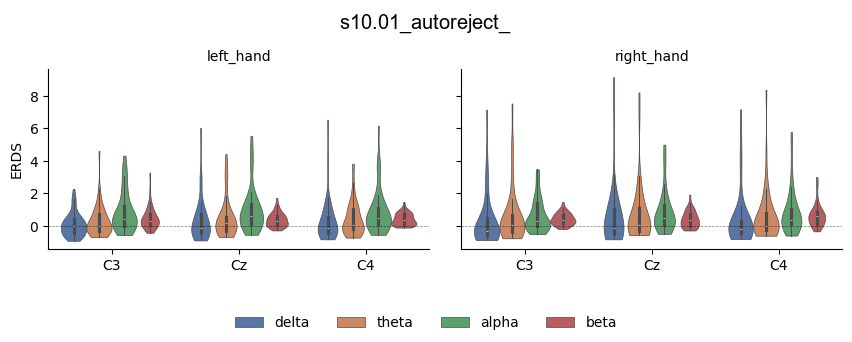 s10.01_autoreject_
left_hand
right_hand
ERDS
8
6
4
2
0
C3
Cz
C4
C3
Cz
C4
delta
theta
alpha
beta